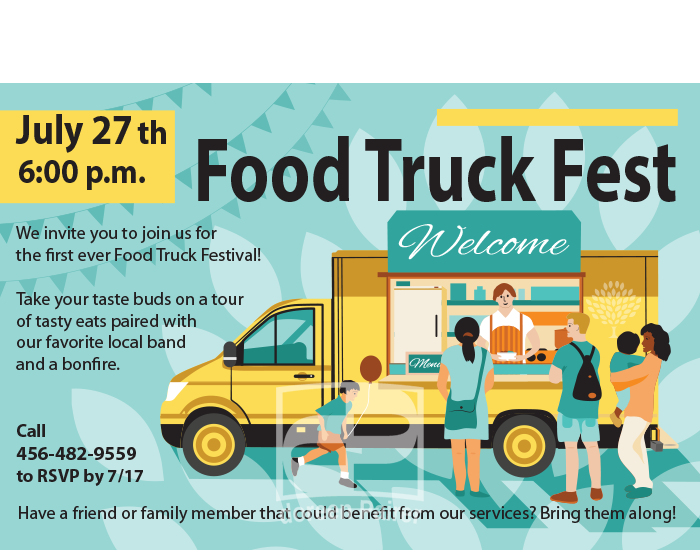 July 27 th
6:00 p.m.
Food Truck Fest
We invite you to join us for
the first ever Food Truck Festival!
Welcome
Take your taste buds on a tour
of tasty eats paired with
our favorite local band
and a bonfire.
Menu
Call
456-482-9559
to RSVP by 7/17
Have a friend or family member that could benefit from our services? Bring them along!